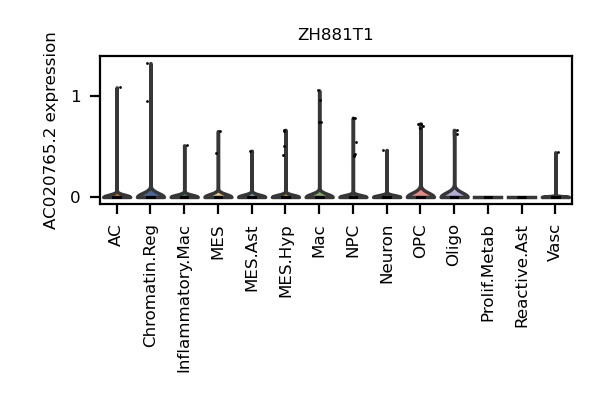 ZH881T1
AC020765.2 expression
1
0
AC
Chromatin.Reg
Inflammatory.Mac
MES
MES.Ast
MES.Hyp
Mac
NPC
Neuron
OPC
Oligo
Prolif.Metab
Reactive.Ast
Vasc